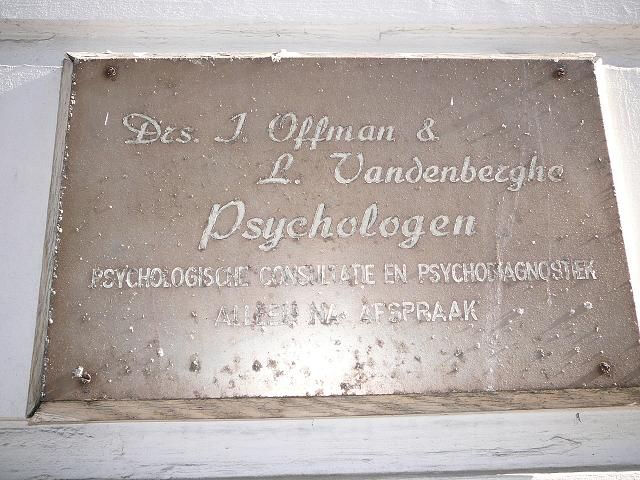 Drs. J. Offman &
L. Vandenberghe
Psychologen
PSYCHOLOGISCHE CONSULTATIE EN PSYCHODIAGNOSTIEK
ALLEEN NA AFSPRAAK